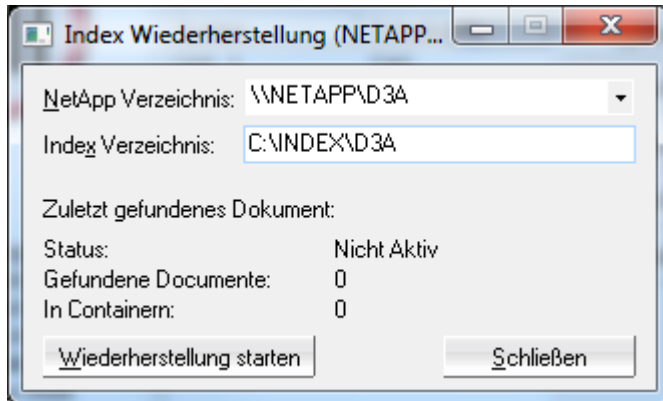 Index Wiederherstellung (NETAPP...
NetApp Verzeichnis: \\NETAPP\D3A
Index Verzeichnis: C:\INDEX\D3A
Zuletzt gefundenes Dokument:
Status: Nicht Aktiv
Gefundene Documente: 0
In Containern: 0
Wiederherstellung starten Schließen